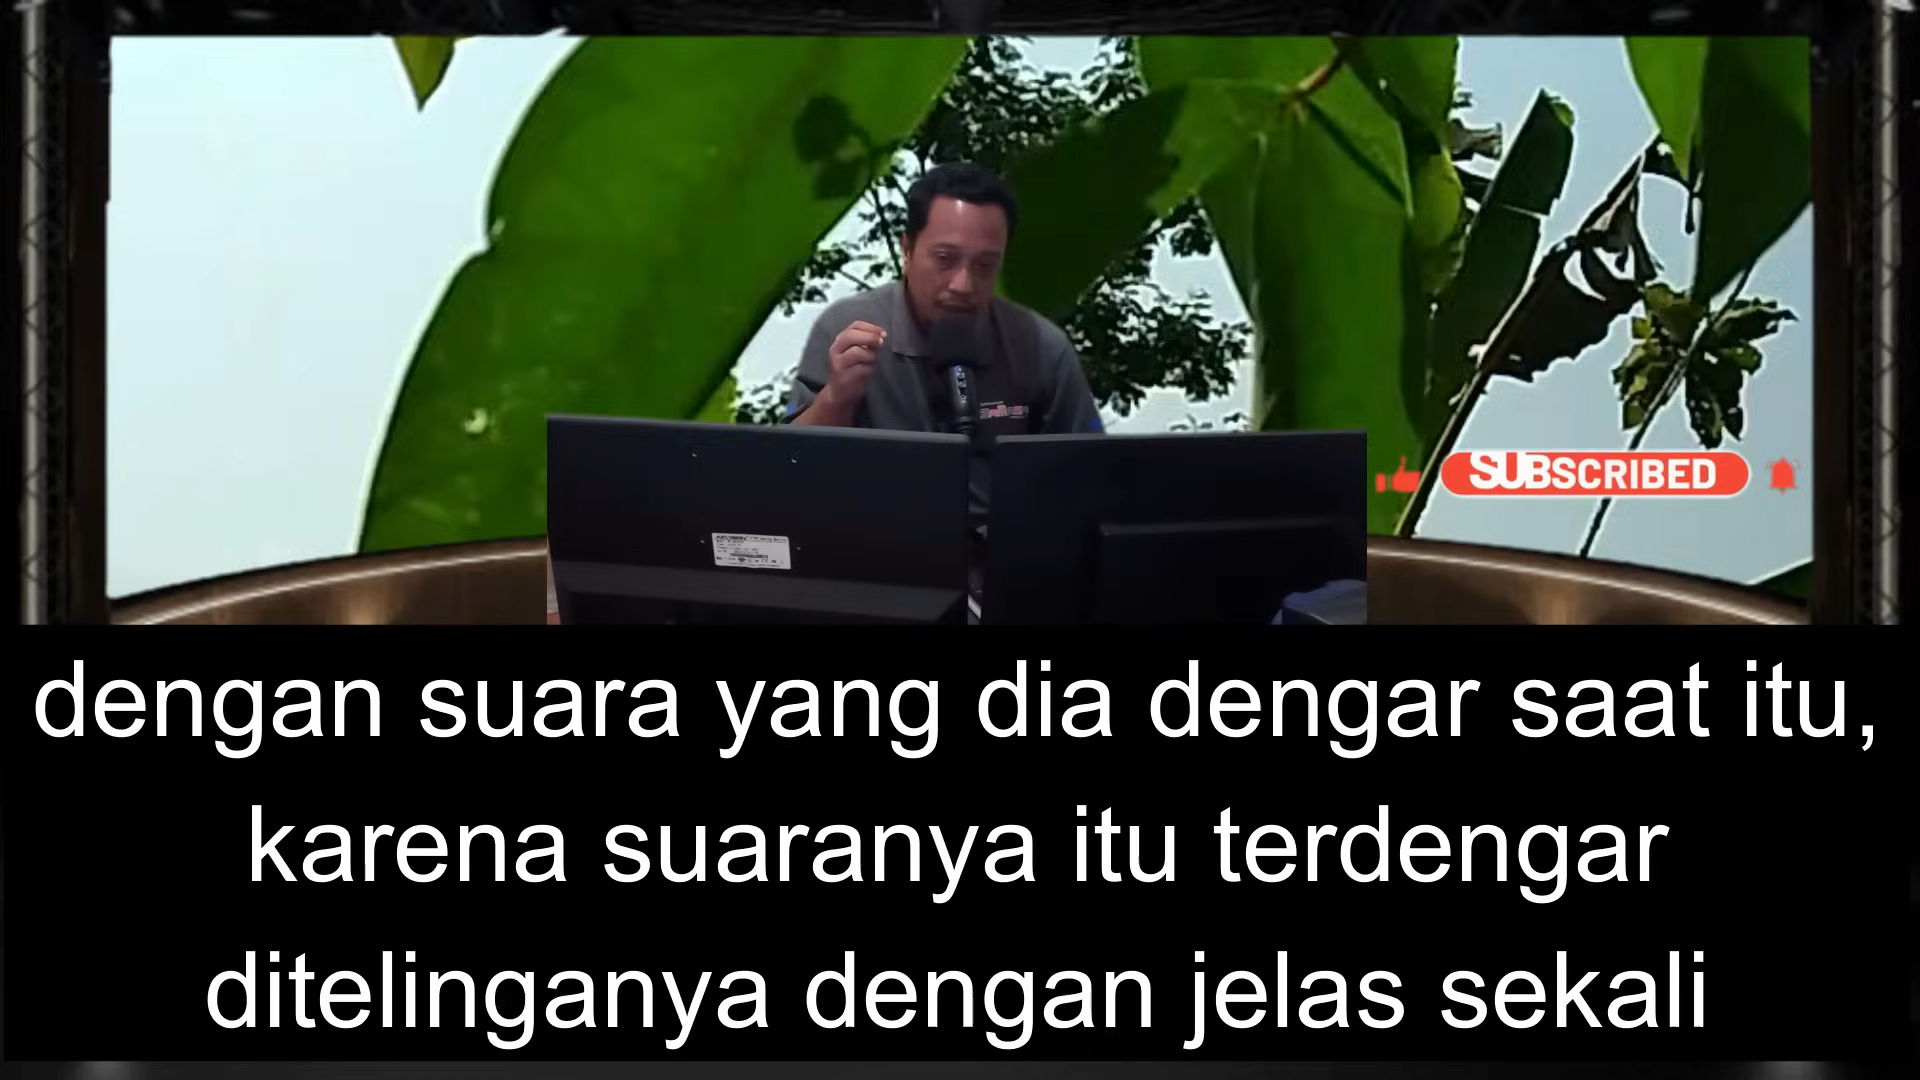 SUBSCRIBED
dengan suara yang dia dengar saat itu,
karena suaranya itu terdengar
ditelinganya dengan jelas sekali